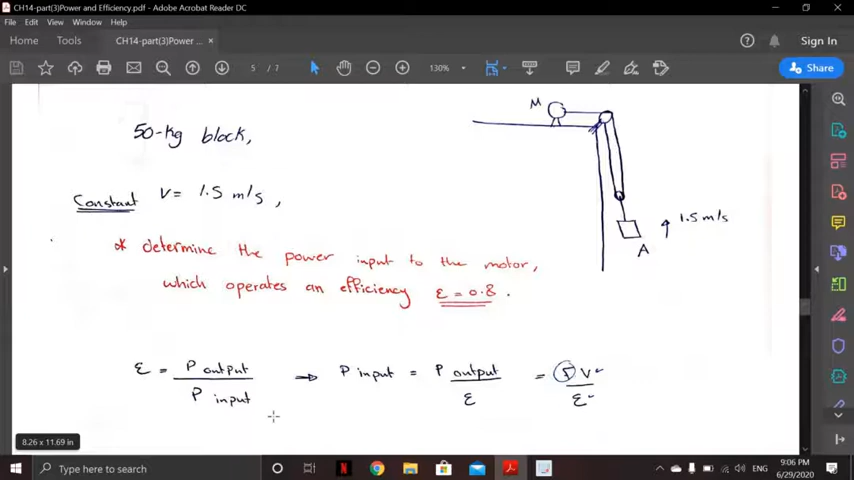 CH14-part(3)Power and Efficiency.pdf - Adobe Acrobat Reader DC
File Edit View Window Help
Home Tools CH14-part(3)Power ... × Sign In
5 / 7 130% Share
M
50-kg block,
Constant V = 1.5 m/s,
1.5 m/s
A
* determine the power input to the motor,
which operates an efficiency ε = 0.8 .
ε = P output / P input → P input = P output / ε = F V / ε
8.26 x 11.69 in
Type here to search
ENG 9:06 PM 9/6/2020